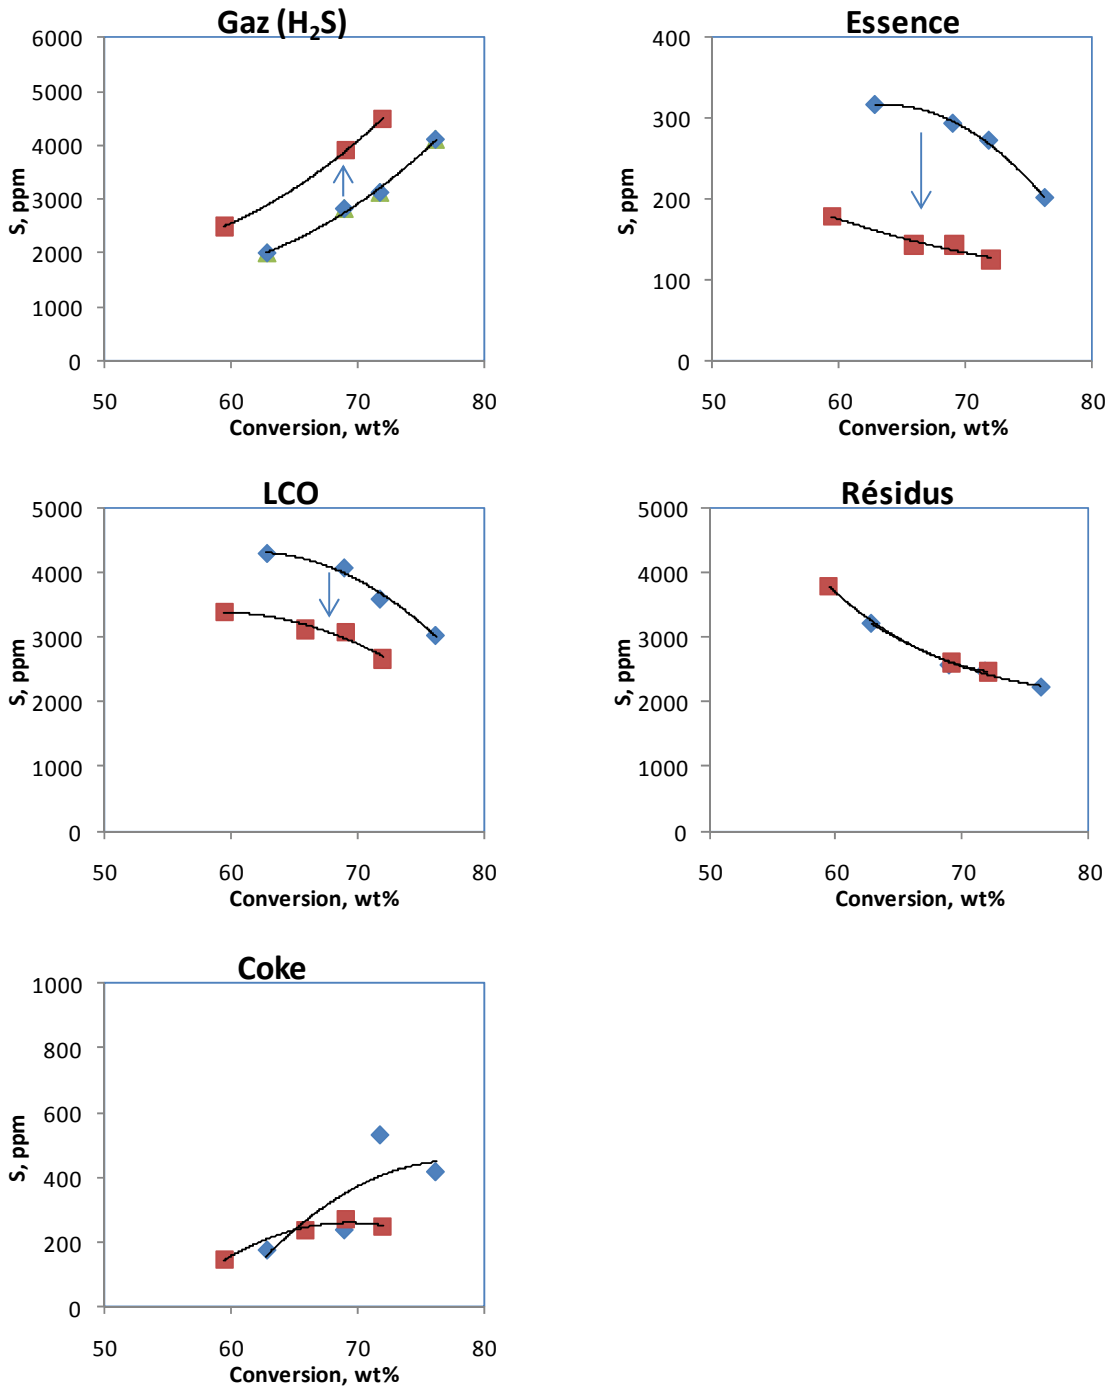 Gaz (H₂S)
6000
5000
4000
3000
2000
1000
0
S, ppm
50 60 70 80
Conversion, wt%
Essence
400
300
200
100
0
S, ppm
50 60 70 80
Conversion, wt%
LCO
5000
4000
3000
2000
1000
0
S, ppm
50 60 70 80
Conversion, wt%
Résidus
5000
4000
3000
2000
1000
0
S, ppm
50 60 70 80
Conversion, wt%
Coke
1000
800
600
400
200
0
S, ppm
50 60 70 80
Conversion, wt%